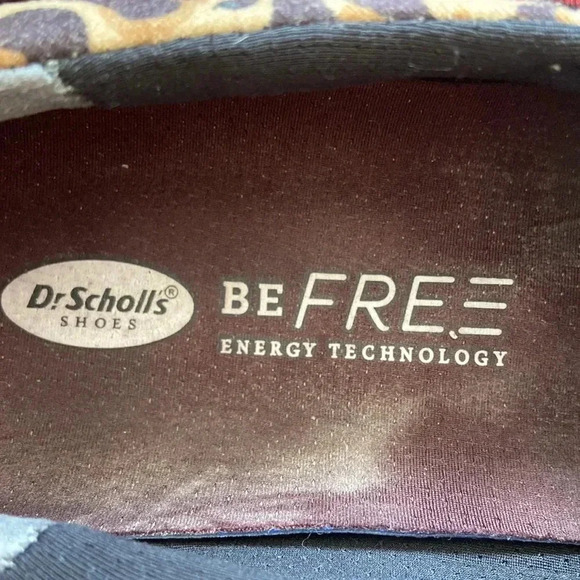 Dr Scholl's®
SHOES
BE FREE
ENERGY TECHNOLOGY